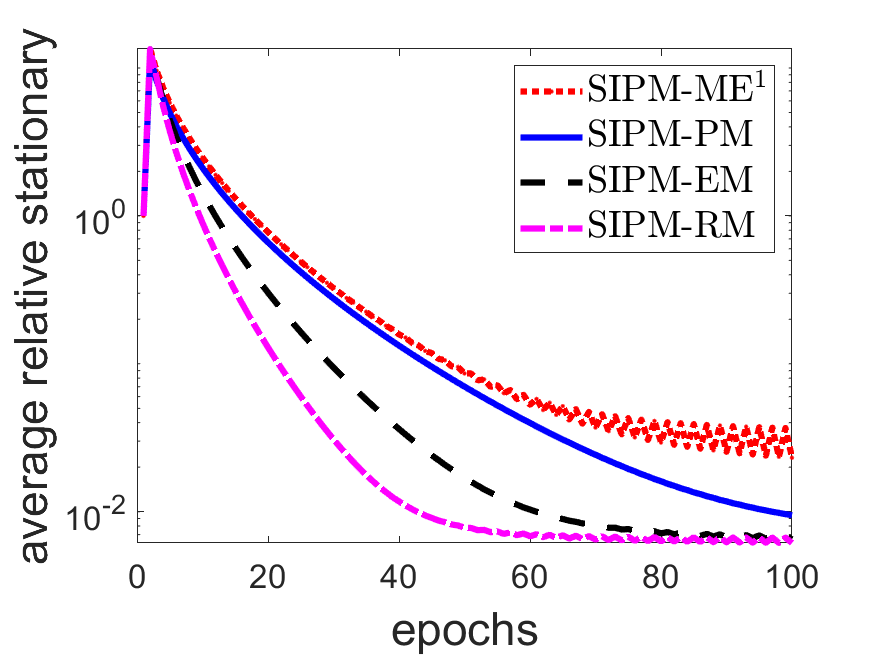 average relative stationary
10⁰
10⁻²
SIPM-ME¹
SIPM-PM
SIPM-EM
SIPM-RM
0 20 40 60 80 100
epochs